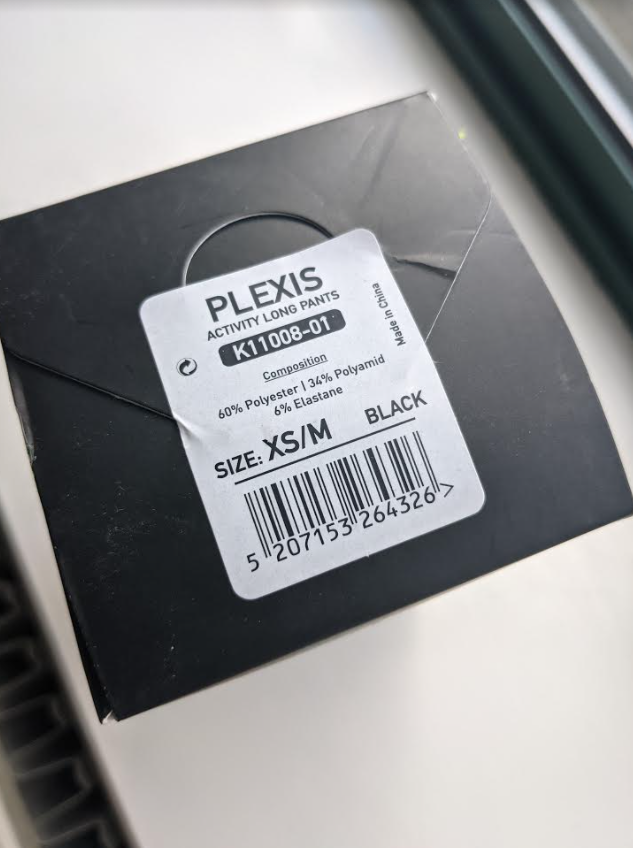 PLEXIS
ACTIVITY LONG PANTS
K11008-01
Made in China
Composition
60% Polyester | 34% Polyamid
6% Elastane
SIZE: XS/M BLACK
5 207153 264326 >